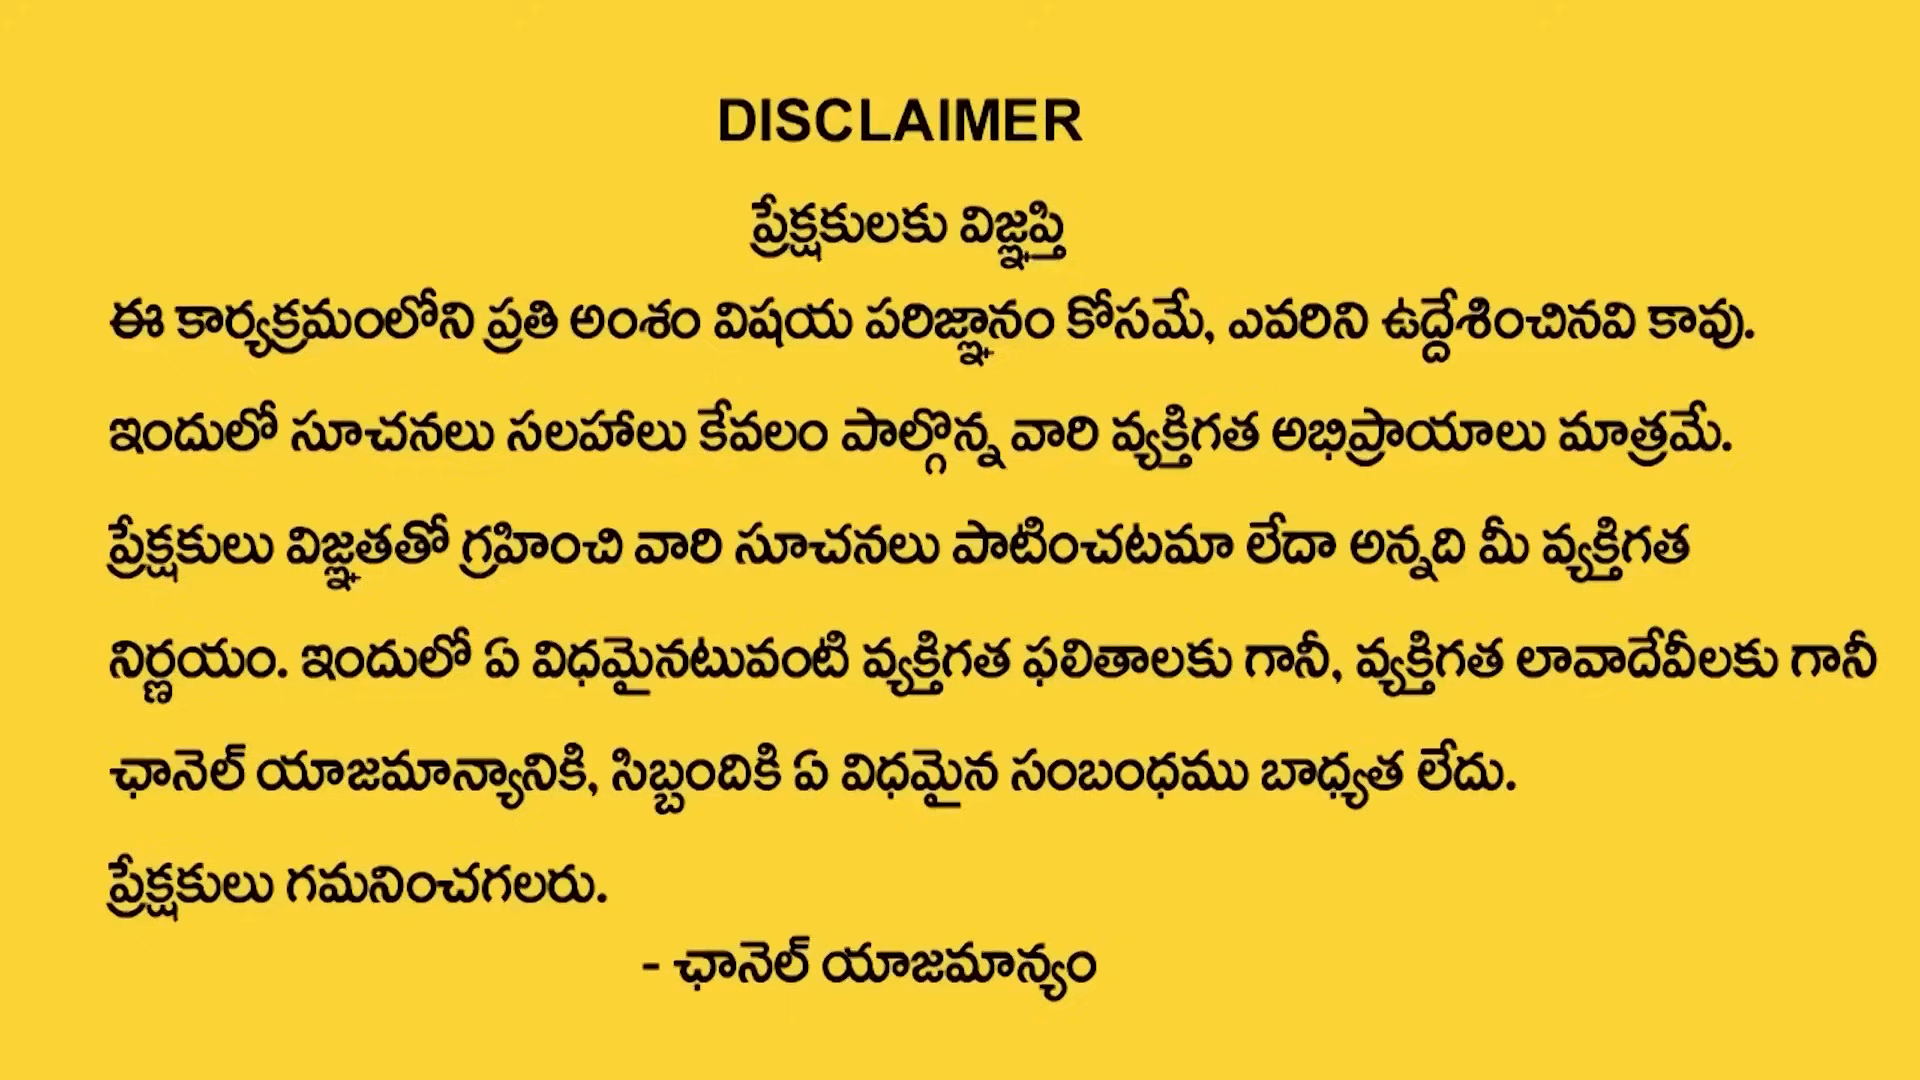 DISCLAIMER
ప్రేక్షకులకు విజ్ఞప్తి
ఈ కార్యక్రమంలోని ప్రతి అంశం విషయ పరిజ్ఞానం కోసమే, ఎవరిని ఉద్దేశించినవి కావు.
ఇందులో సూచనలు సలహాలు కేవలం పాల్గొన్న వారి వ్యక్తిగత అభిప్రాయాలు మాత్రమే.
ప్రేక్షకులు విజ్ఞతతో గ్రహించి వారి సూచనలు పాటించటమా లేదా అన్నది మీ వ్యక్తిగత
నిర్ణయం. ఇందులో ఏ విధమైనటువంటి వ్యక్తిగత ఫలితాలకు గానీ, వ్యక్తిగత లావాదేవీలకు గానీ
ఛానెల్ యాజమాన్యానికి, సిబ్బందికి ఏ విధమైన సంబంధము బాధ్యత లేదు.
ప్రేక్షకులు గమనించగలరు.
- ఛానెల్ యాజమాన్యం